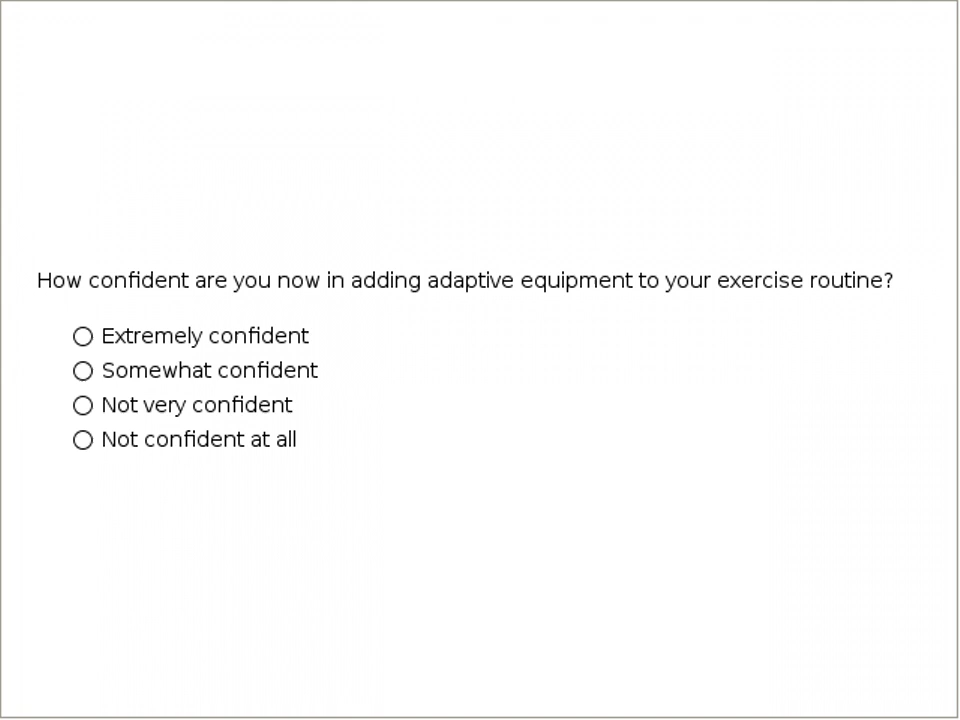 How confident are you now in adding adaptive equipment to your exercise routine?
Extremely confident
Somewhat confident
Not very confident
Not confident at all